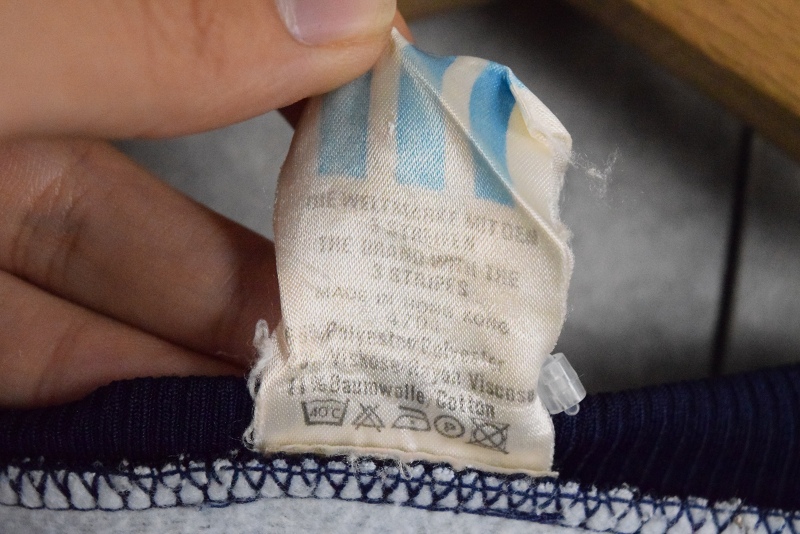 DIE WELTMARKE MIT DEN
3 STREIFEN
THE BRAND WITH THE
3 STRIPES
MADE IN HONG KONG
Polyester/Polyester
Viskose/Rayon Viscose
% Baumwolle Cotton
40°C P